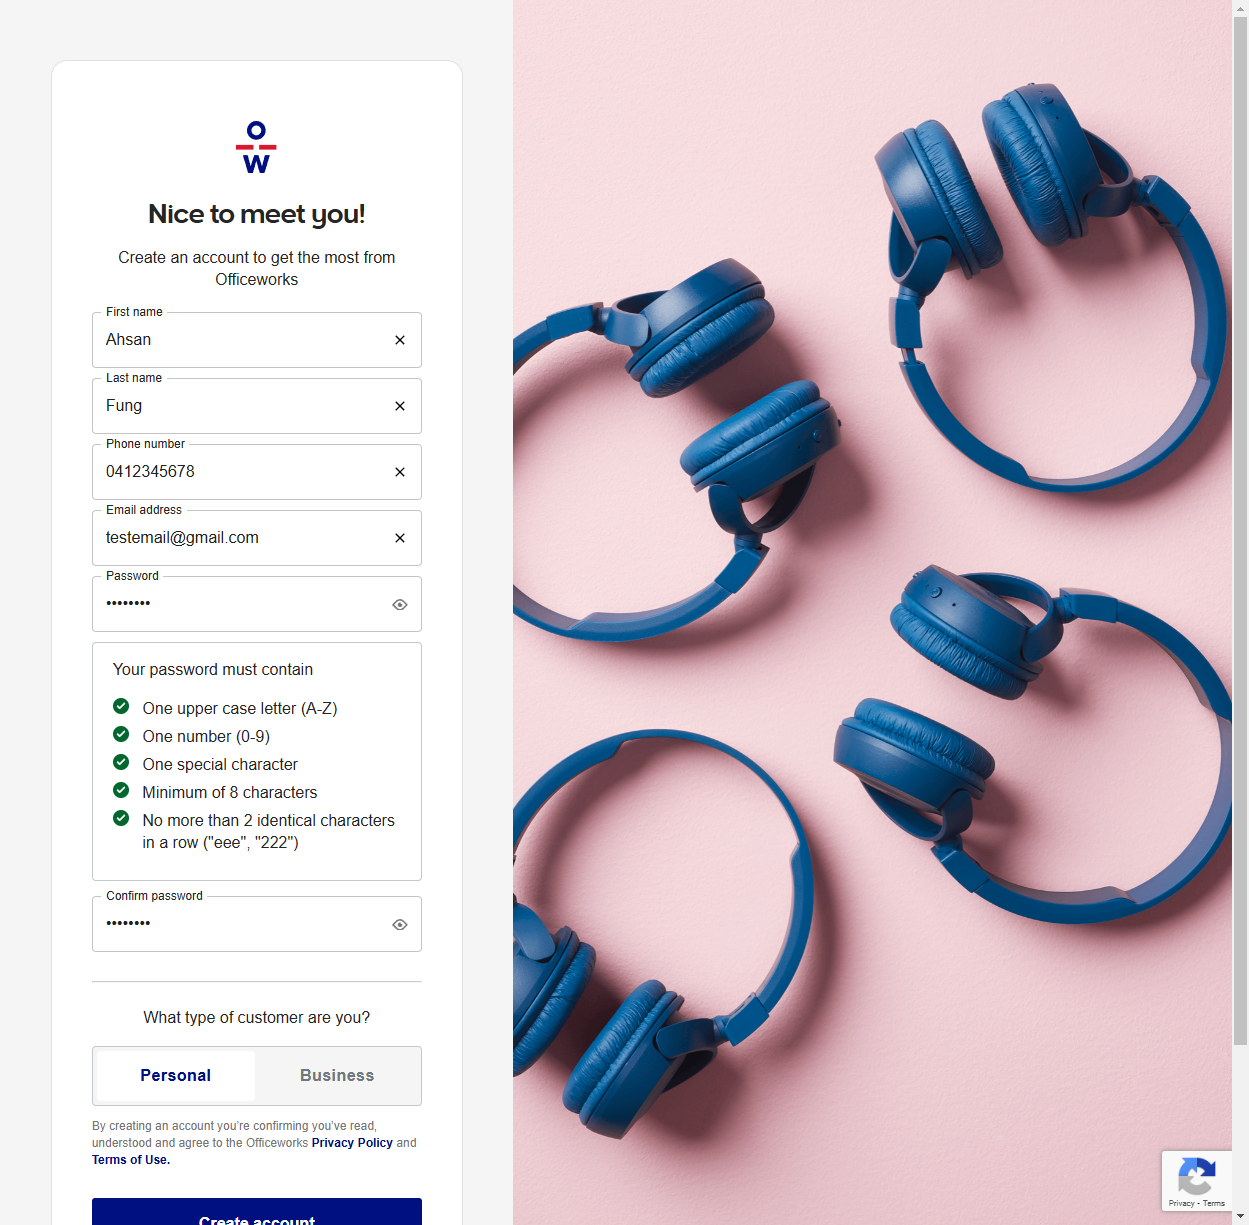 O
W
Nice to meet you!
Create an account to get the most from
Officeworks
First name
Ahsan
Last name
Fung
Phone number
0412345678
Email address
testemail@gmail.com
Password
••••••••
Your password must contain
One upper case letter (A-Z)
One number (0-9)
One special character
Minimum of 8 characters
No more than 2 identical characters
in a row ("eee", "222")
Confirm password
••••••••
What type of customer are you?
Personal Business
By creating an account you're confirming you've read,
understood and agree to the Officeworks Privacy Policy and
Terms of Use.
Create account
Privacy - Terms